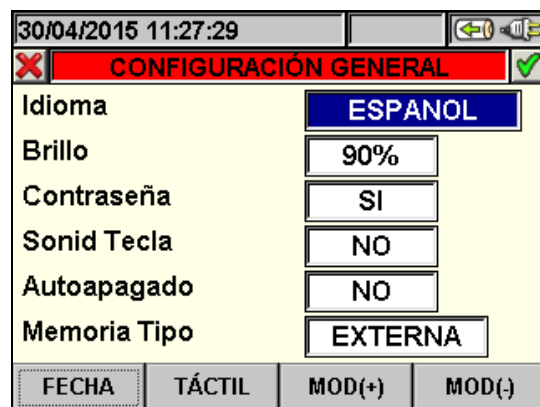 30/04/2015 11:27:29
CONFIGURACIÓN GENERAL
Idioma ESPANOL
Brillo 90%
Contraseña SI
Sonid Tecla NO
Autoapagado NO
Memoria Tipo EXTERNA
FECHA TÁCTIL MOD(+) MOD(-)